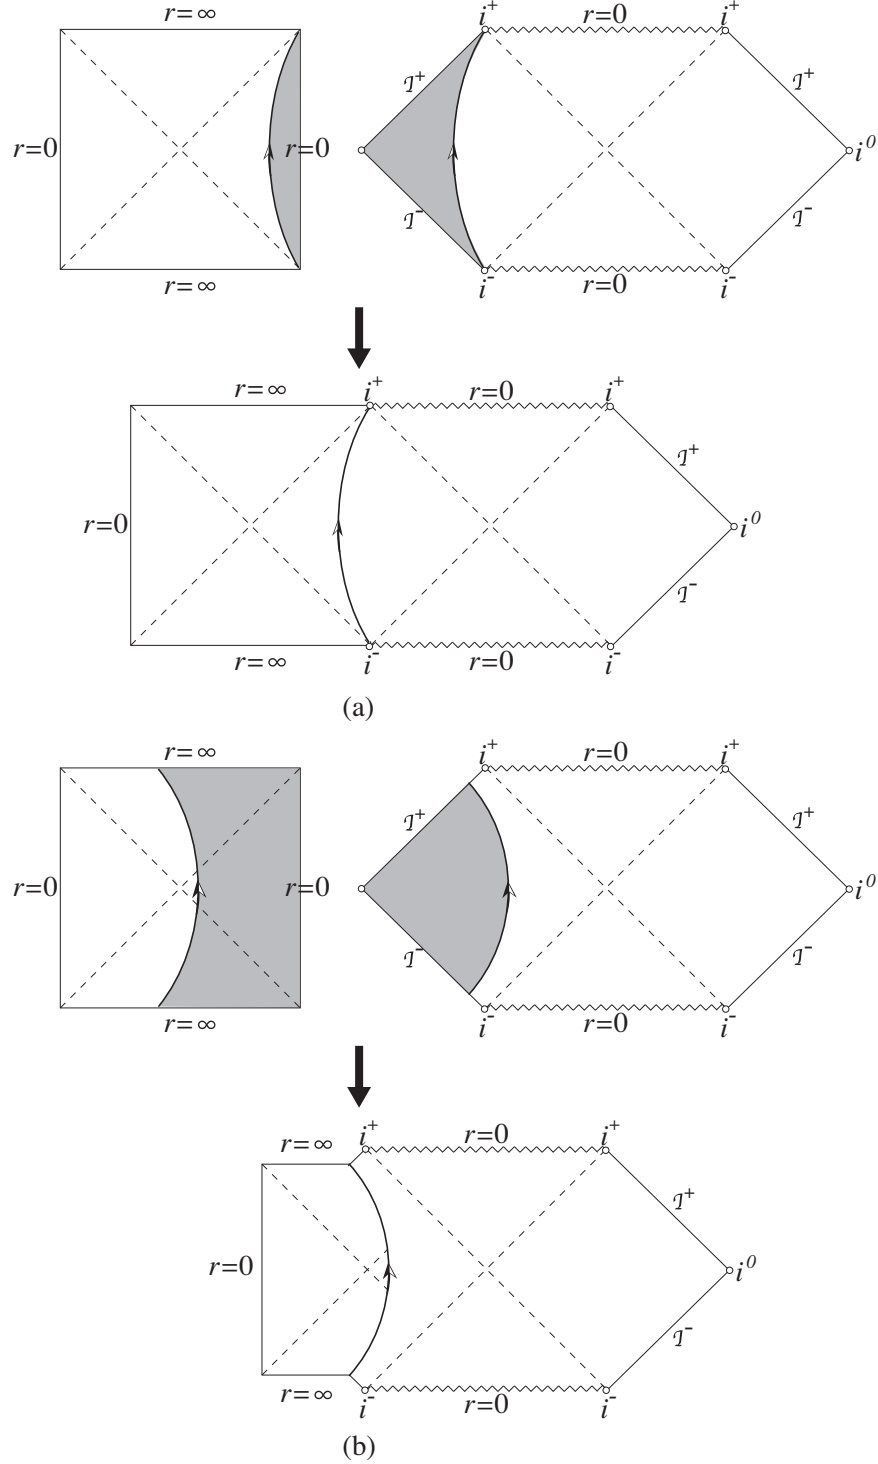 r=∞ i⁺ r=0 i⁺
ℐ⁺ ℐ⁺
r=0 r=0 i⁰
ℐ⁻ ℐ⁻
r=∞ i⁻ r=0 i⁻
r=∞ i⁺ r=0 i⁺
ℐ⁺
r=0 i⁰
ℐ⁻
r=∞ i⁻ r=0 i⁻
(a)
r=∞ i⁺ r=0 i⁺
ℐ⁺ ℐ⁺
r=0 r=0 i⁰
ℐ⁻ ℐ⁻
r=∞ i⁻ r=0 i⁻
r=∞ i⁺ r=0 i⁺
ℐ⁺
r=0 i⁰
ℐ⁻
r=∞ i⁻ r=0 i⁻
(b)